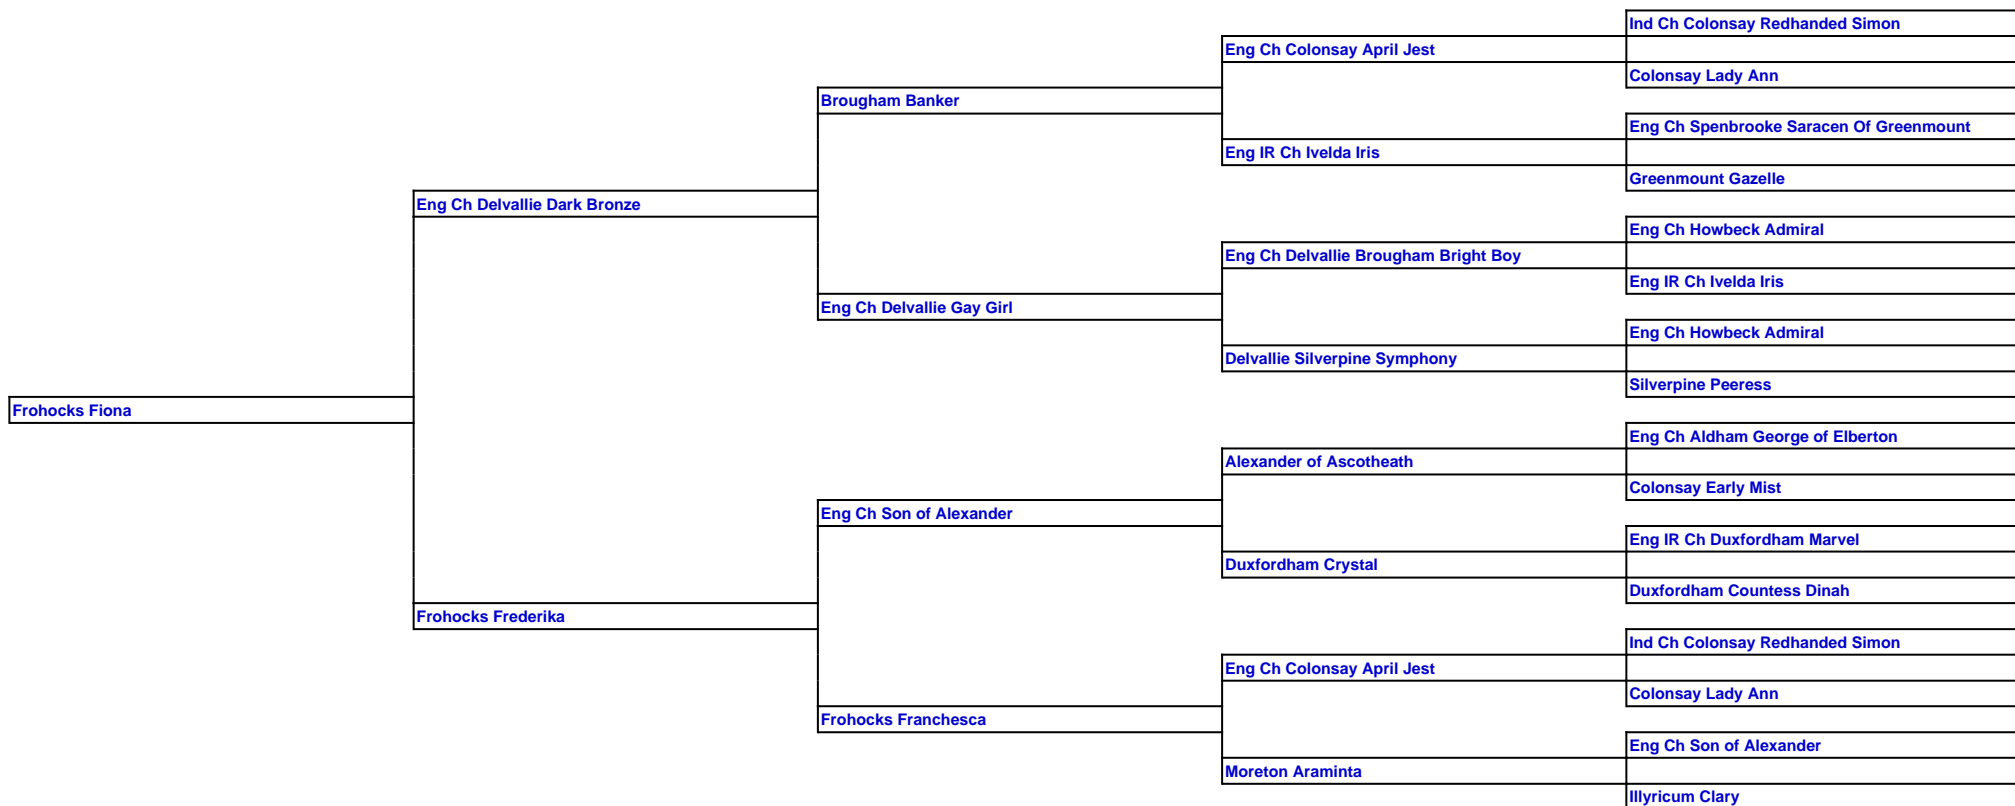 Ind Ch Colonsay Redhanded Simon
Eng Ch Colonsay April Jest
Colonsay Lady Ann
Brougham Banker
Eng Ch Spenbrooke Saracen Of Greenmount
Eng IR Ch Ivelda Iris
Greenmount Gazelle
Eng Ch Delvallie Dark Bronze
Eng Ch Howbeck Admiral
Eng Ch Delvallie Brougham Bright Boy
Eng IR Ch Ivelda Iris
Eng Ch Delvallie Gay Girl
Eng Ch Howbeck Admiral
Delvallie Silverpine Symphony
Silverpine Peeress
Frohocks Fiona
Eng Ch Aldham George of Elberton
Alexander of Ascotheath
Colonsay Early Mist
Eng Ch Son of Alexander
Eng IR Ch Duxfordham Marvel
Duxfordham Crystal
Duxfordham Countess Dinah
Frohocks Frederika
Ind Ch Colonsay Redhanded Simon
Eng Ch Colonsay April Jest
Colonsay Lady Ann
Frohocks Franchesca
Eng Ch Son of Alexander
Moreton Araminta
Illyricum Clary